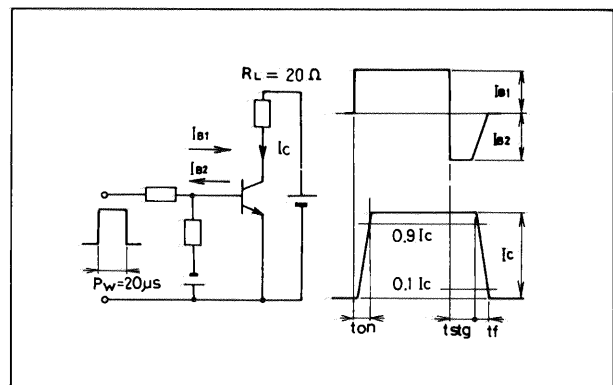 RL = 20 Ω
IB1
IB2
Ic
PW=20μs
IB1
IB2
0.9 Ic
Ic
0.1 Ic
ton
tstg
tf